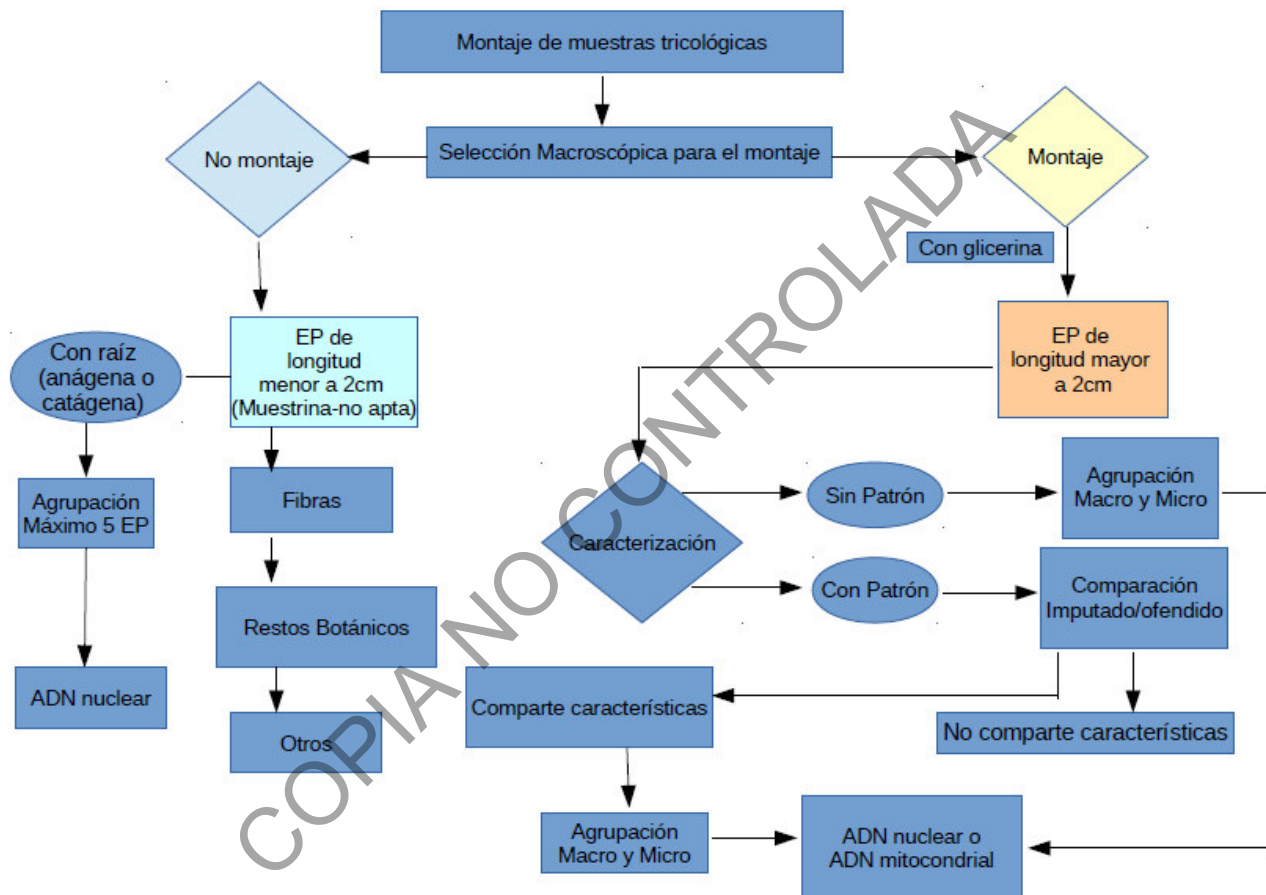 Montaje de muestras tricológicas
No montaje
Selección Macroscópica para el montaje
Montaje
Con glicerina
Con raíz
(anágena o
catágena)
EP de
longitud
menor a 2cm
(Muestrina-no apta)
EP de
longitud mayor
a 2cm
Agrupación
Máximo 5 EP
Fibras
Caracterización
Sin Patrón
Agrupación
Macro y Micro
Con Patrón
Comparación
Imputado/ofendido
Restos Botánicos
ADN nuclear
Otros
Comparte características
No comparte características
Agrupación
Macro y Micro
ADN nuclear o
ADN mitocondrial
COPIA NO CONTROLADA